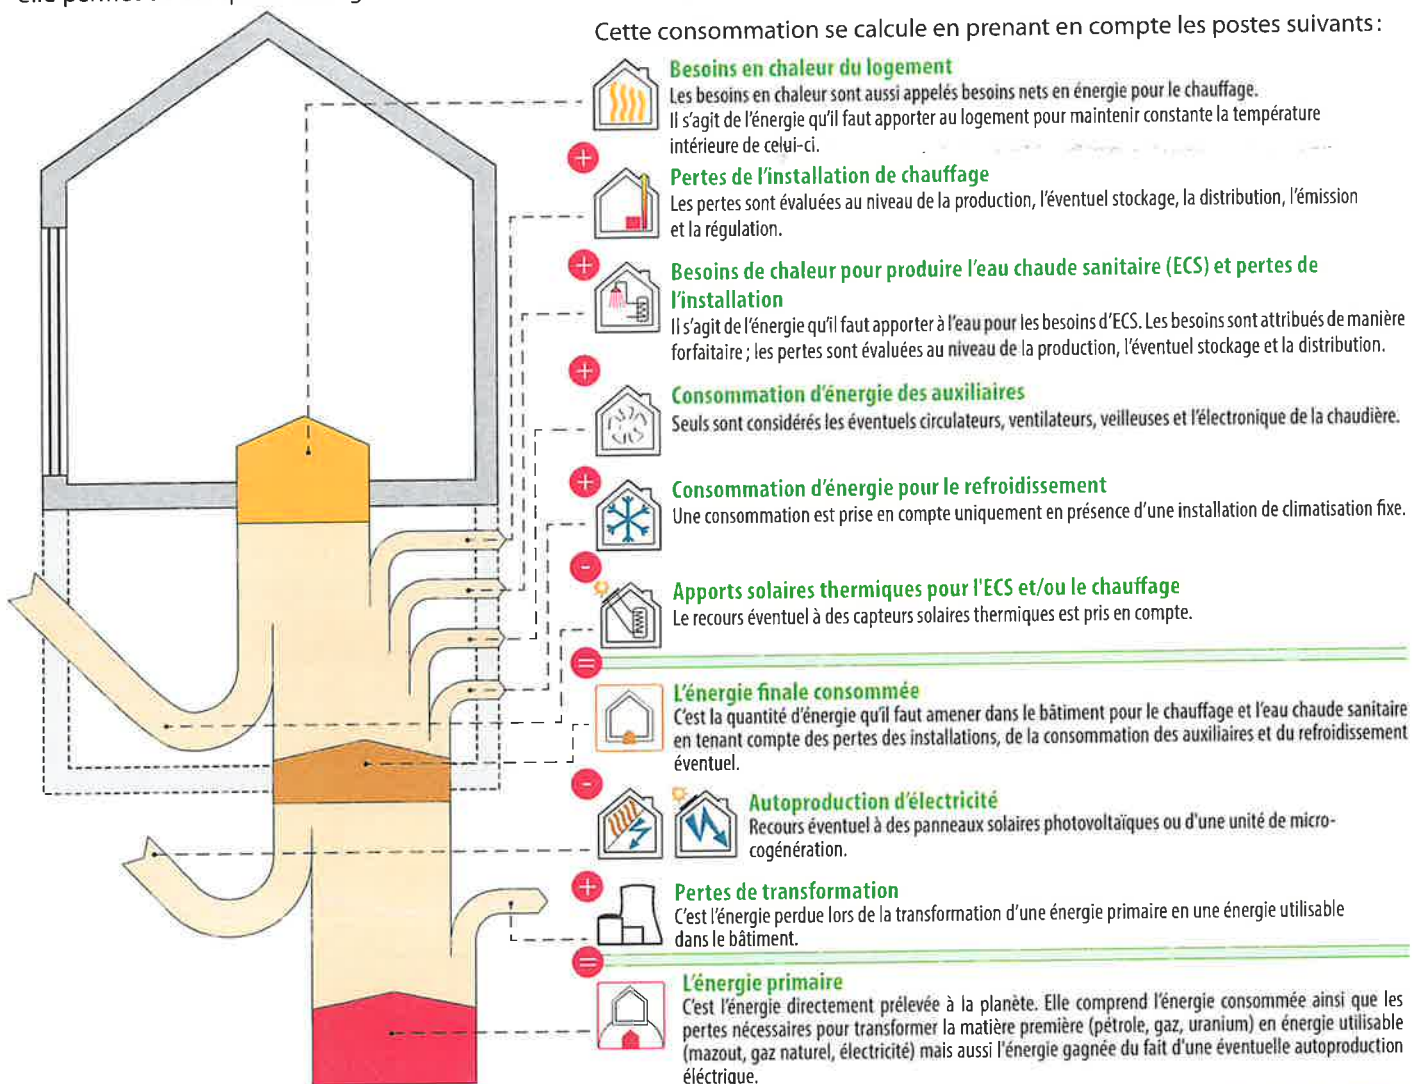 Cette consommation se calcule en prenant en compte les postes suivants :
Besoins en chaleur du logement
Les besoins en chaleur sont aussi appelés besoins nets en énergie pour le chauffage.
Il s'agit de l'énergie qu'il faut apporter au logement pour maintenir constante la température
intérieure de celui-ci.
+
Pertes de l'installation de chauffage
Les pertes sont évaluées au niveau de la production, l'éventuel stockage, la distribution, l'émission
et la régulation.
+
Besoins de chaleur pour produire l'eau chaude sanitaire (ECS) et pertes de
l'installation
Il s'agit de l'énergie qu'il faut apporter à l'eau pour les besoins d'ECS. Les besoins sont attribués de manière
forfaitaire ; les pertes sont évaluées au niveau de la production, l'éventuel stockage et la distribution.
+
Consommation d'énergie des auxiliaires
Seuls sont considérés les éventuels circulateurs, ventilateurs, veilleuses et l'électronique de la chaudière.
+
Consommation d'énergie pour le refroidissement
Une consommation est prise en compte uniquement en présence d'une installation de climatisation fixe.
-
Apports solaires thermiques pour l'ECS et/ou le chauffage
Le recours éventuel à des capteurs solaires thermiques est pris en compte.
=
L'énergie finale consommée
C'est la quantité d'énergie qu'il faut amener dans le bâtiment pour le chauffage et l'eau chaude sanitaire
en tenant compte des pertes des installations, de la consommation des auxiliaires et du refroidissement
éventuel.
-
Autoproduction d'électricité
Recours éventuel à des panneaux solaires photovoltaïques ou d'une unité de micro-
cogénération.
+
Pertes de transformation
C'est l'énergie perdue lors de la transformation d'une énergie primaire en une énergie utilisable
dans le bâtiment.
=
L'énergie primaire
C'est l'énergie directement prélevée à la planète. Elle comprend l'énergie consommée ainsi que les
pertes nécessaires pour transformer la matière première (pétrole, gaz, uranium) en énergie utilisable
(mazout, gaz naturel, électricité) mais aussi l'énergie gagnée du fait d'une éventuelle autoproduction
éléctrique.